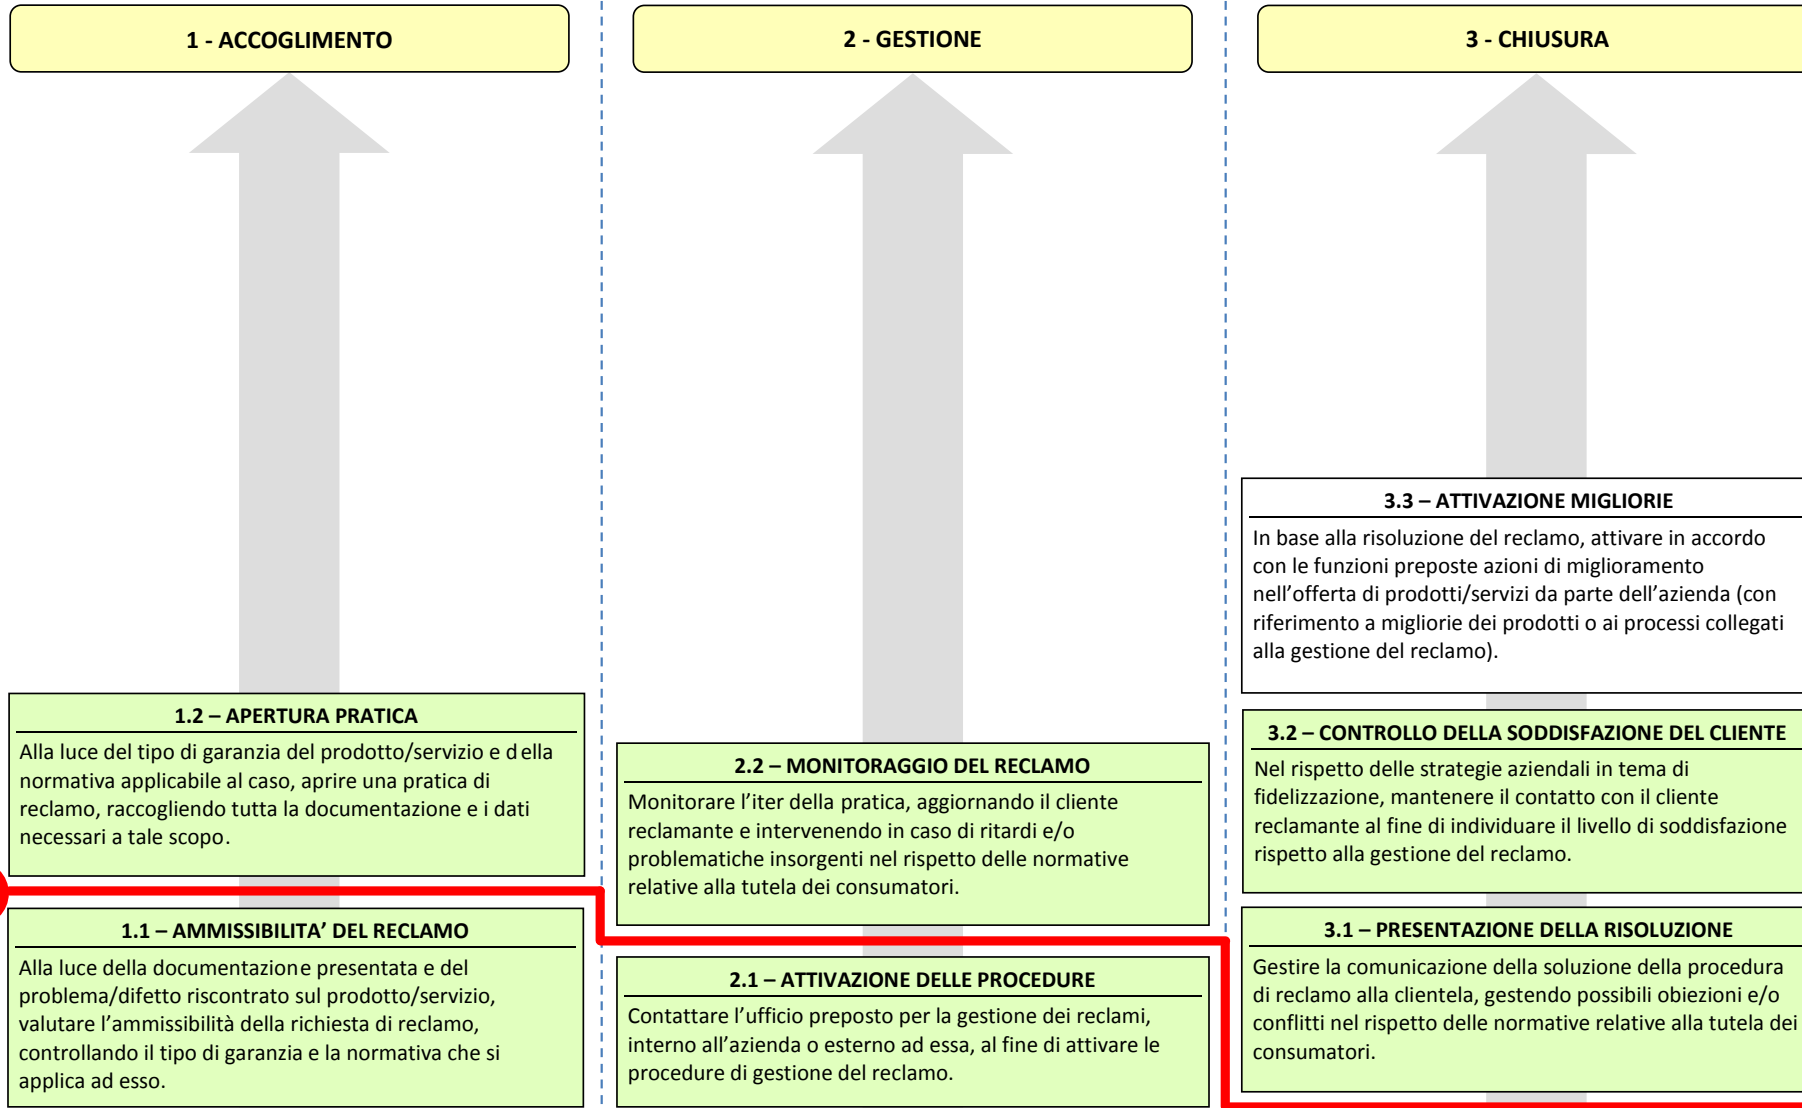 1 - ACCOGLIMENTO
1.2 – APERTURA PRATICA
Alla luce del tipo di garanzia del prodotto/servizio e della
normativa applicabile al caso, aprire una pratica di
reclamo, raccogliendo tutta la documentazione e i dati
necessari a tale scopo.
1.1 – AMMISSIBILITA’ DEL RECLAMO
Alla luce della documentazione presentata e del
problema/difetto riscontrato sul prodotto/servizio,
valutare l’ammissibilità della richiesta di reclamo,
controllando il tipo di garanzia e la normativa che si
applica ad esso.
2 - GESTIONE
2.2 – MONITORAGGIO DEL RECLAMO
Monitorare l’iter della pratica, aggiornando il cliente
reclamante e intervenendo in caso di ritardi e/o
problematiche insorgenti nel rispetto delle normative
relative alla tutela dei consumatori.
2.1 – ATTIVAZIONE DELLE PROCEDURE
Contattare l’ufficio preposto per la gestione dei reclami,
interno all’azienda o esterno ad essa, al fine di attivare le
procedure di gestione del reclamo.
3 - CHIUSURA
3.3 – ATTIVAZIONE MIGLIORIE
In base alla risoluzione del reclamo, attivare in accordo
con le funzioni preposte azioni di miglioramento
nell’offerta di prodotti/servizi da parte dell’azienda (con
riferimento a migliorie dei prodotti o ai processi collegati
alla gestione del reclamo).
3.2 – CONTROLLO DELLA SODDISFAZIONE DEL CLIENTE
Nel rispetto delle strategie aziendali in tema di
fidelizzazione, mantenere il contatto con il cliente
reclamante al fine di individuare il livello di soddisfazione
rispetto alla gestione del reclamo.
3.1 – PRESENTAZIONE DELLA RISOLUZIONE
Gestire la comunicazione della soluzione della procedura
di reclamo alla clientela, gestendo possibili obiezioni e/o
conflitti nel rispetto delle normative relative alla tutela dei
consumatori.